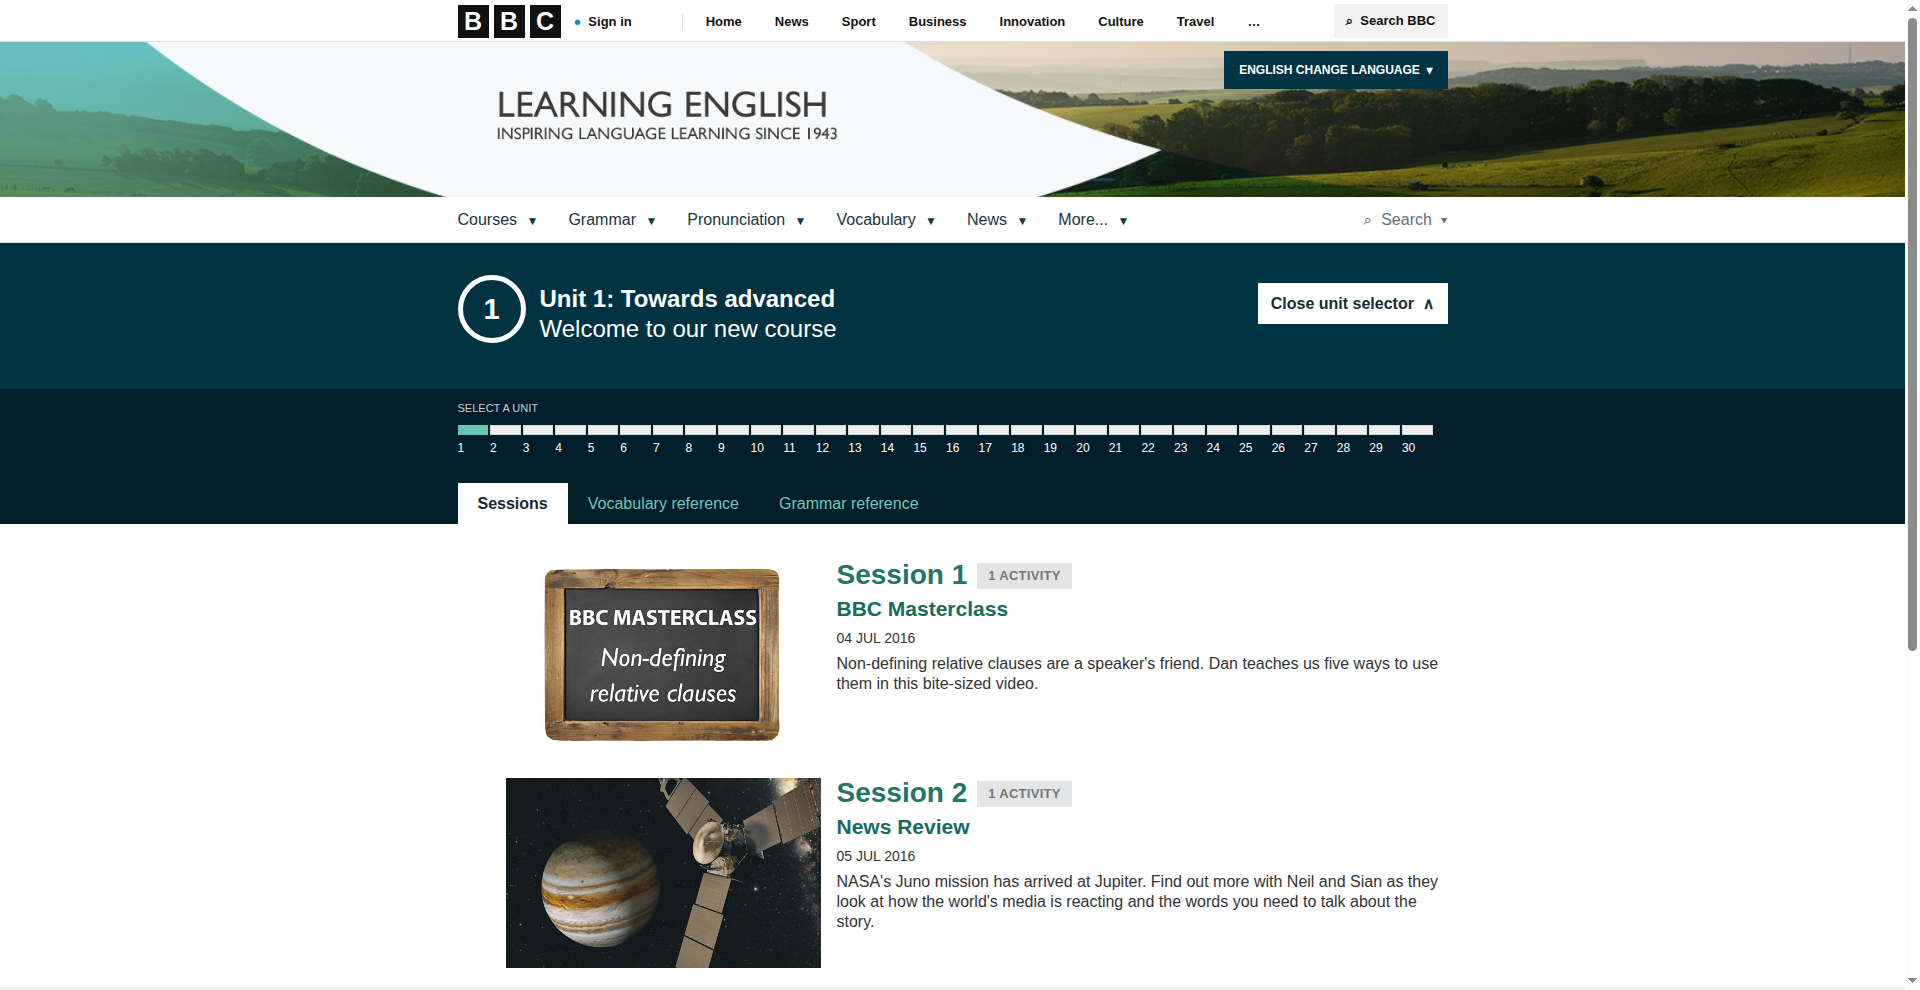 BBC Sign in Home News Sport Business Innovation Culture Travel ... Search BBC
ENGLISH CHANGE LANGUAGE
LEARNING ENGLISH
INSPIRING LANGUAGE LEARNING SINCE 1943
Courses Grammar Pronunciation Vocabulary News More... Search
1
Unit 1: Towards advanced
Welcome to our new course
Close unit selector
SELECT A UNIT
1 2 3 4 5 6 7 8 9 10 11 12 13 14 15 16 17 18 19 20 21 22 23 24 25 26 27 28 29 30
Sessions Vocabulary reference Grammar reference
BBC MASTERCLASS
Non-defining
relative clauses
Session 1 1 ACTIVITY
BBC Masterclass
04 JUL 2016
Non-defining relative clauses are a speaker's friend. Dan teaches us five ways to use
them in this bite-sized video.
Session 2 1 ACTIVITY
News Review
05 JUL 2016
NASA's Juno mission has arrived at Jupiter. Find out more with Neil and Sian as they
look at how the world's media is reacting and the words you need to talk about the
story.